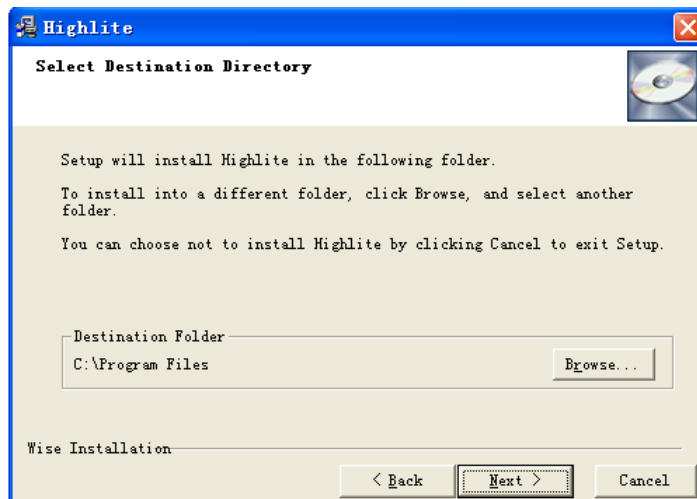 Highlite
Select Destination Directory
Setup will install Highlite in the following folder.
To install into a different folder, click Browse, and select another
folder.
You can choose not to install Highlite by clicking Cancel to exit Setup.
Destination Folder
C:\Program Files
Browse...
Wise Installation
< Back
Next >
Cancel